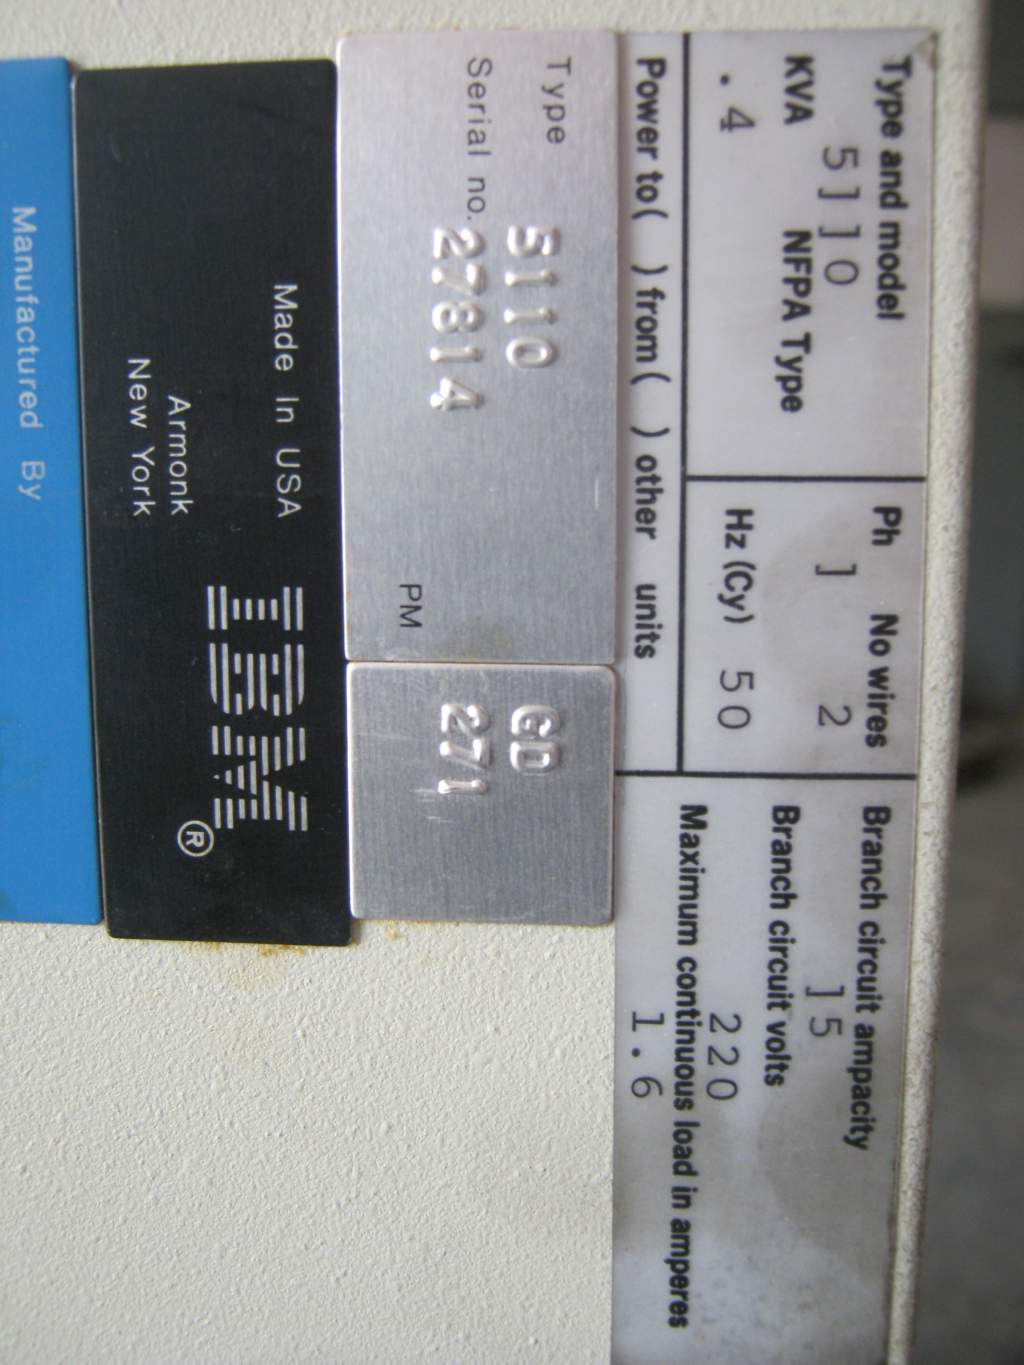 Type and model
5110
KVA NFPA Type
.4
Ph No wires
1 2
Hz (Cy) 50
Power to( ) from( ) other units
Branch circuit ampacity
15
Branch circuit volts
220
Maximum continuous load in amperes
1.6
Type 5110
Serial no. 27814
PM
GD
271
Made In USA
Armonk
New York
IBM®
Manufactured By